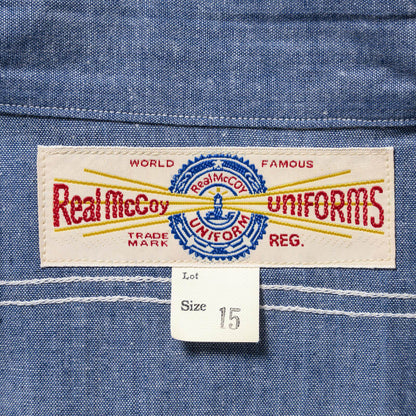 WORLD FAMOUS
Real McCoy
Real McCoy UNIFORMS
UNIFORM
TRADE MARK REG.
Lot
Size 15